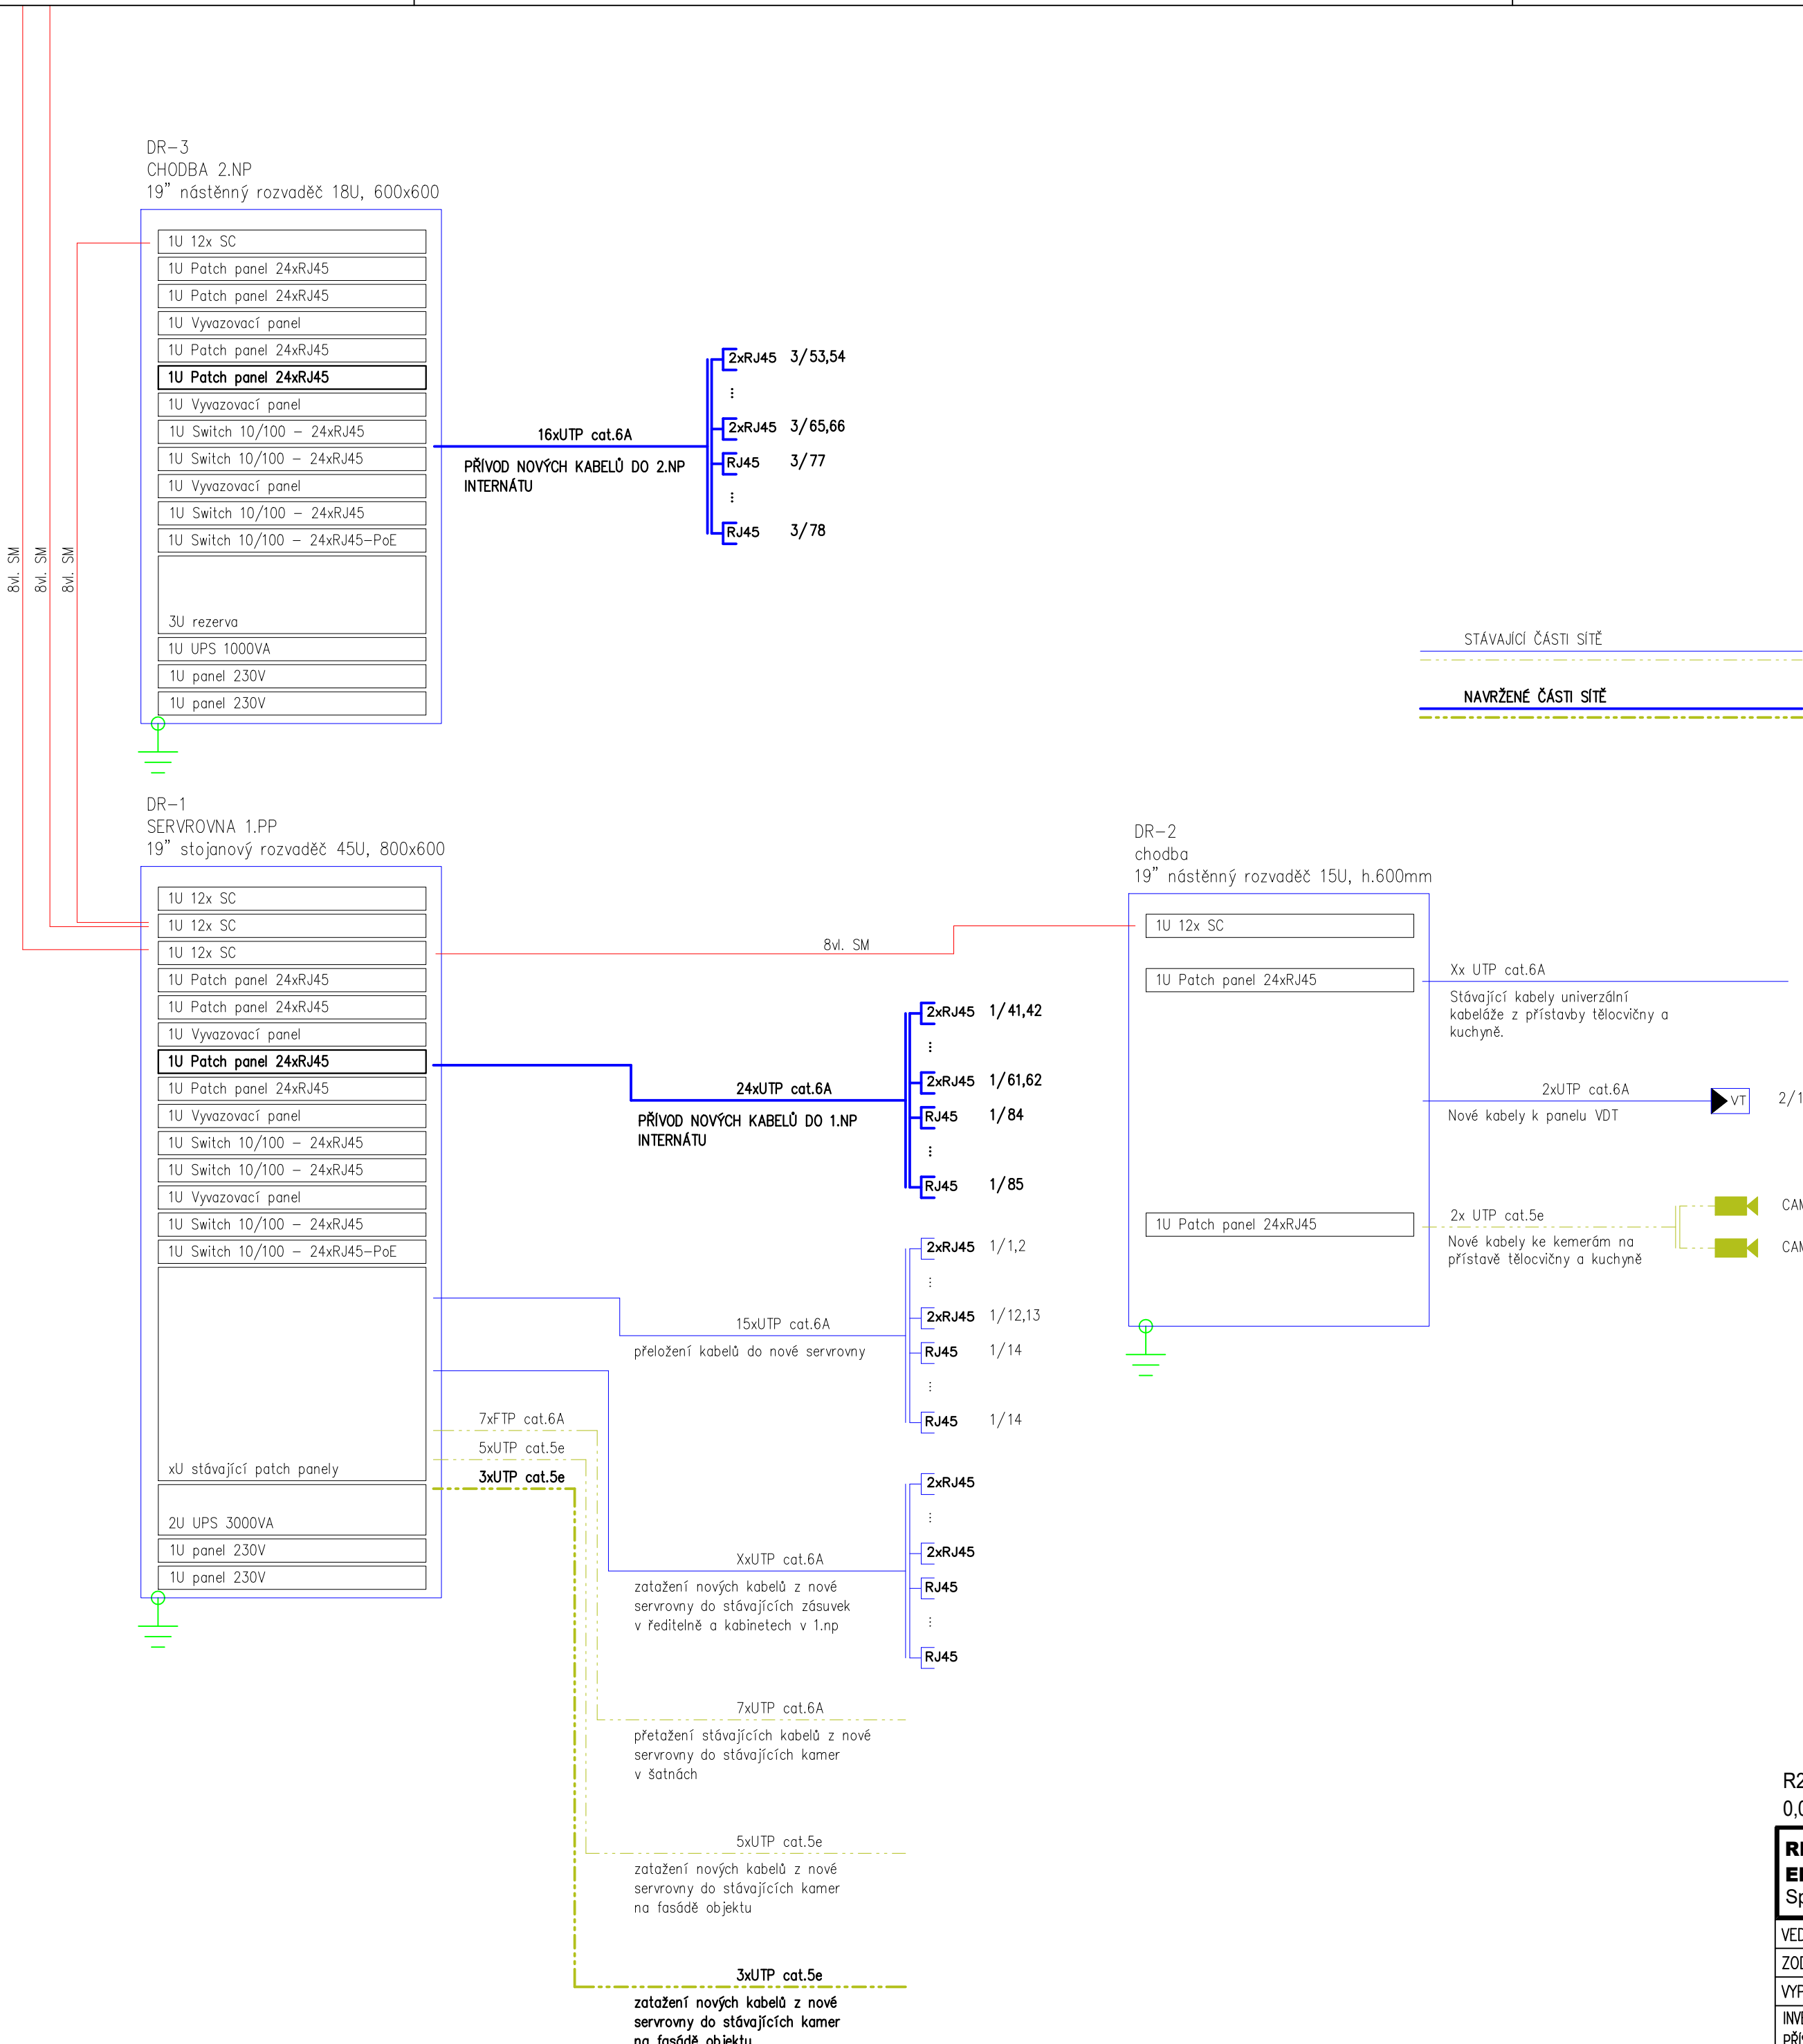 DR-3
CHODBA 2.NP
19" nástěnný rozvaděč 18U, 600x600
1U 12x SC
1U Patch panel 24xRJ45
1U Patch panel 24xRJ45
1U Vyvazovací panel
1U Patch panel 24xRJ45
1U Patch panel 24xRJ45
1U Vyvazovací panel
1U Switch 10/100 - 24xRJ45
1U Switch 10/100 - 24xRJ45
1U Vyvazovací panel
1U Switch 10/100 - 24xRJ45
1U Switch 10/100 - 24xRJ45-PoE
3U rezerva
1U UPS 1000VA
1U panel 230V
1U panel 230V
8vl. SM
8vl. SM
8vl. SM
16xUTP cat.6A
PŘÍVOD NOVÝCH KABELŮ DO 2.NP
INTERNÁTU
2xRJ45 3/53,54
⋮
2xRJ45 3/65,66
RJ45 3/77
⋮
RJ45 3/78
STÁVAJÍCÍ ČÁSTI SÍTĚ
NAVRŽENÉ ČÁSTI SÍTĚ
DR-1
SERVROVNA 1.PP
19" stojanový rozvaděč 45U, 800x600
1U 12x SC
1U 12x SC
1U 12x SC
1U Patch panel 24xRJ45
1U Patch panel 24xRJ45
1U Vyvazovací panel
1U Patch panel 24xRJ45
1U Patch panel 24xRJ45
1U Vyvazovací panel
1U Switch 10/100 - 24xRJ45
1U Switch 10/100 - 24xRJ45
1U Vyvazovací panel
1U Switch 10/100 - 24xRJ45
1U Switch 10/100 - 24xRJ45-PoE
xU stávající patch panely
2U UPS 3000VA
1U panel 230V
1U panel 230V
8vl. SM
24xUTP cat.6A
PŘÍVOD NOVÝCH KABELŮ DO 1.NP
INTERNÁTU
2xRJ45 1/41,42
⋮
2xRJ45 1/61,62
RJ45 1/84
⋮
RJ45 1/85
15xUTP cat.6A
přeložení kabelů do nové servrovny
2xRJ45 1/1,2
⋮
2xRJ45 1/12,13
RJ45 1/14
⋮
RJ45 1/14
7xFTP cat.6A
5xUTP cat.5e
3xUTP cat.5e
XxUTP cat.6A
zatažení nových kabelů z nové
servrovny do stávajících zásuvek
v ředitelně a kabinetech v 1.np
2xRJ45
⋮
2xRJ45
RJ45
⋮
RJ45
7xUTP cat.6A
přetažení stávajících kabelů z nové
servrovny do stávajících kamer
v šatnách
5xUTP cat.5e
zatažení nových kabelů z nové
servrovny do stávajících kamer
na fasádě objektu
3xUTP cat.5e
zatažení nových kabelů z nové
servrovny do stávajících kamer
na fasádě objektu
DR-2
chodba
19" nástěnný rozvaděč 15U, h.600mm
1U 12x SC
1U Patch panel 24xRJ45
1U Patch panel 24xRJ45
Xx UTP cat.6A
Stávající kabely univerzální
kabeláže z přístavby tělocvičny a
kuchyně.
2xUTP cat.6A
Nové kabely k panelu VDT
VT 2/1
2x UTP cat.5e
Nové kabely ke kemerám na
přístavě tělocvičny a kuchyně
R2
VYP